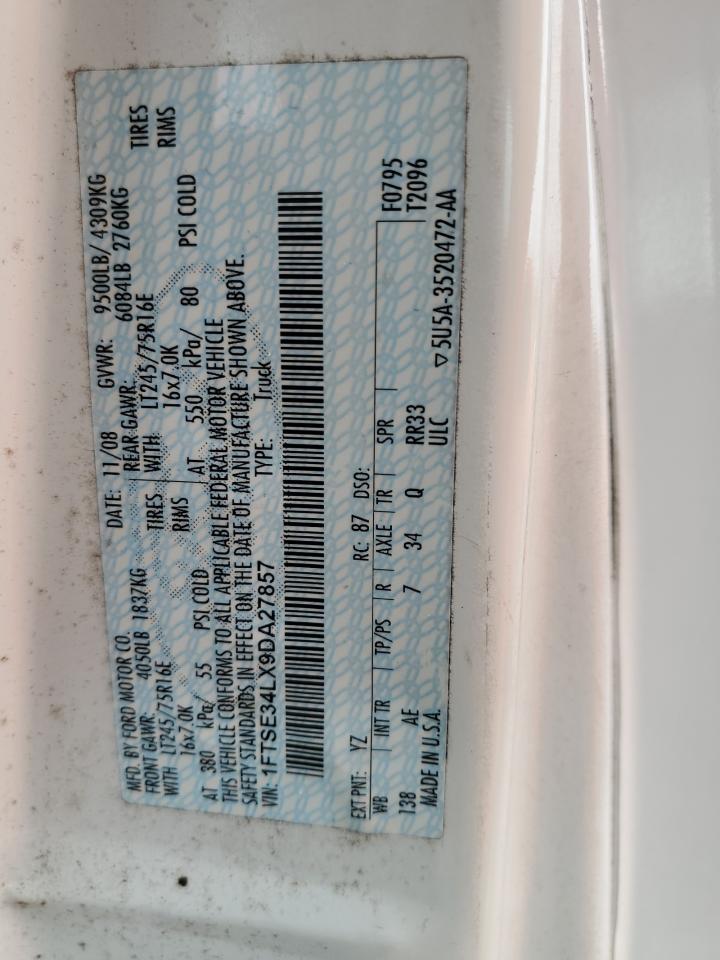 MFD. BY FORD MOTOR CO. DATE: 11/08 GVWR: 9500LB/ 4309KG
FRONT GAWR: 4050LB 1837KG REAR GAWR: 6084LB 2760KG
WITH LT245/75R16E TIRES WITH: LT245/75R16E TIRES
16x7.0K RIMS 16x7.0K RIMS
AT 380 kPa/ 55 PSI COLD AT 550 kPa/ 80 PSI COLD
THIS VEHICLE CONFORMS TO ALL APPLICABLE FEDERAL MOTOR VEHICLE
SAFETY STANDARDS IN EFFECT ON THE DATE OF MANUFACTURE SHOWN ABOVE.
VIN: 1FTSE34LX9DA27857 TYPE: Truck
EXT PNT: YZ RC: 87 DSO: F0795
WB INT TR TP/PS R AXLE TR SPR T2096
138 AE 7 34 Q RR33
MADE IN U.S.A. ULC ▽5U5A-3520472-AA